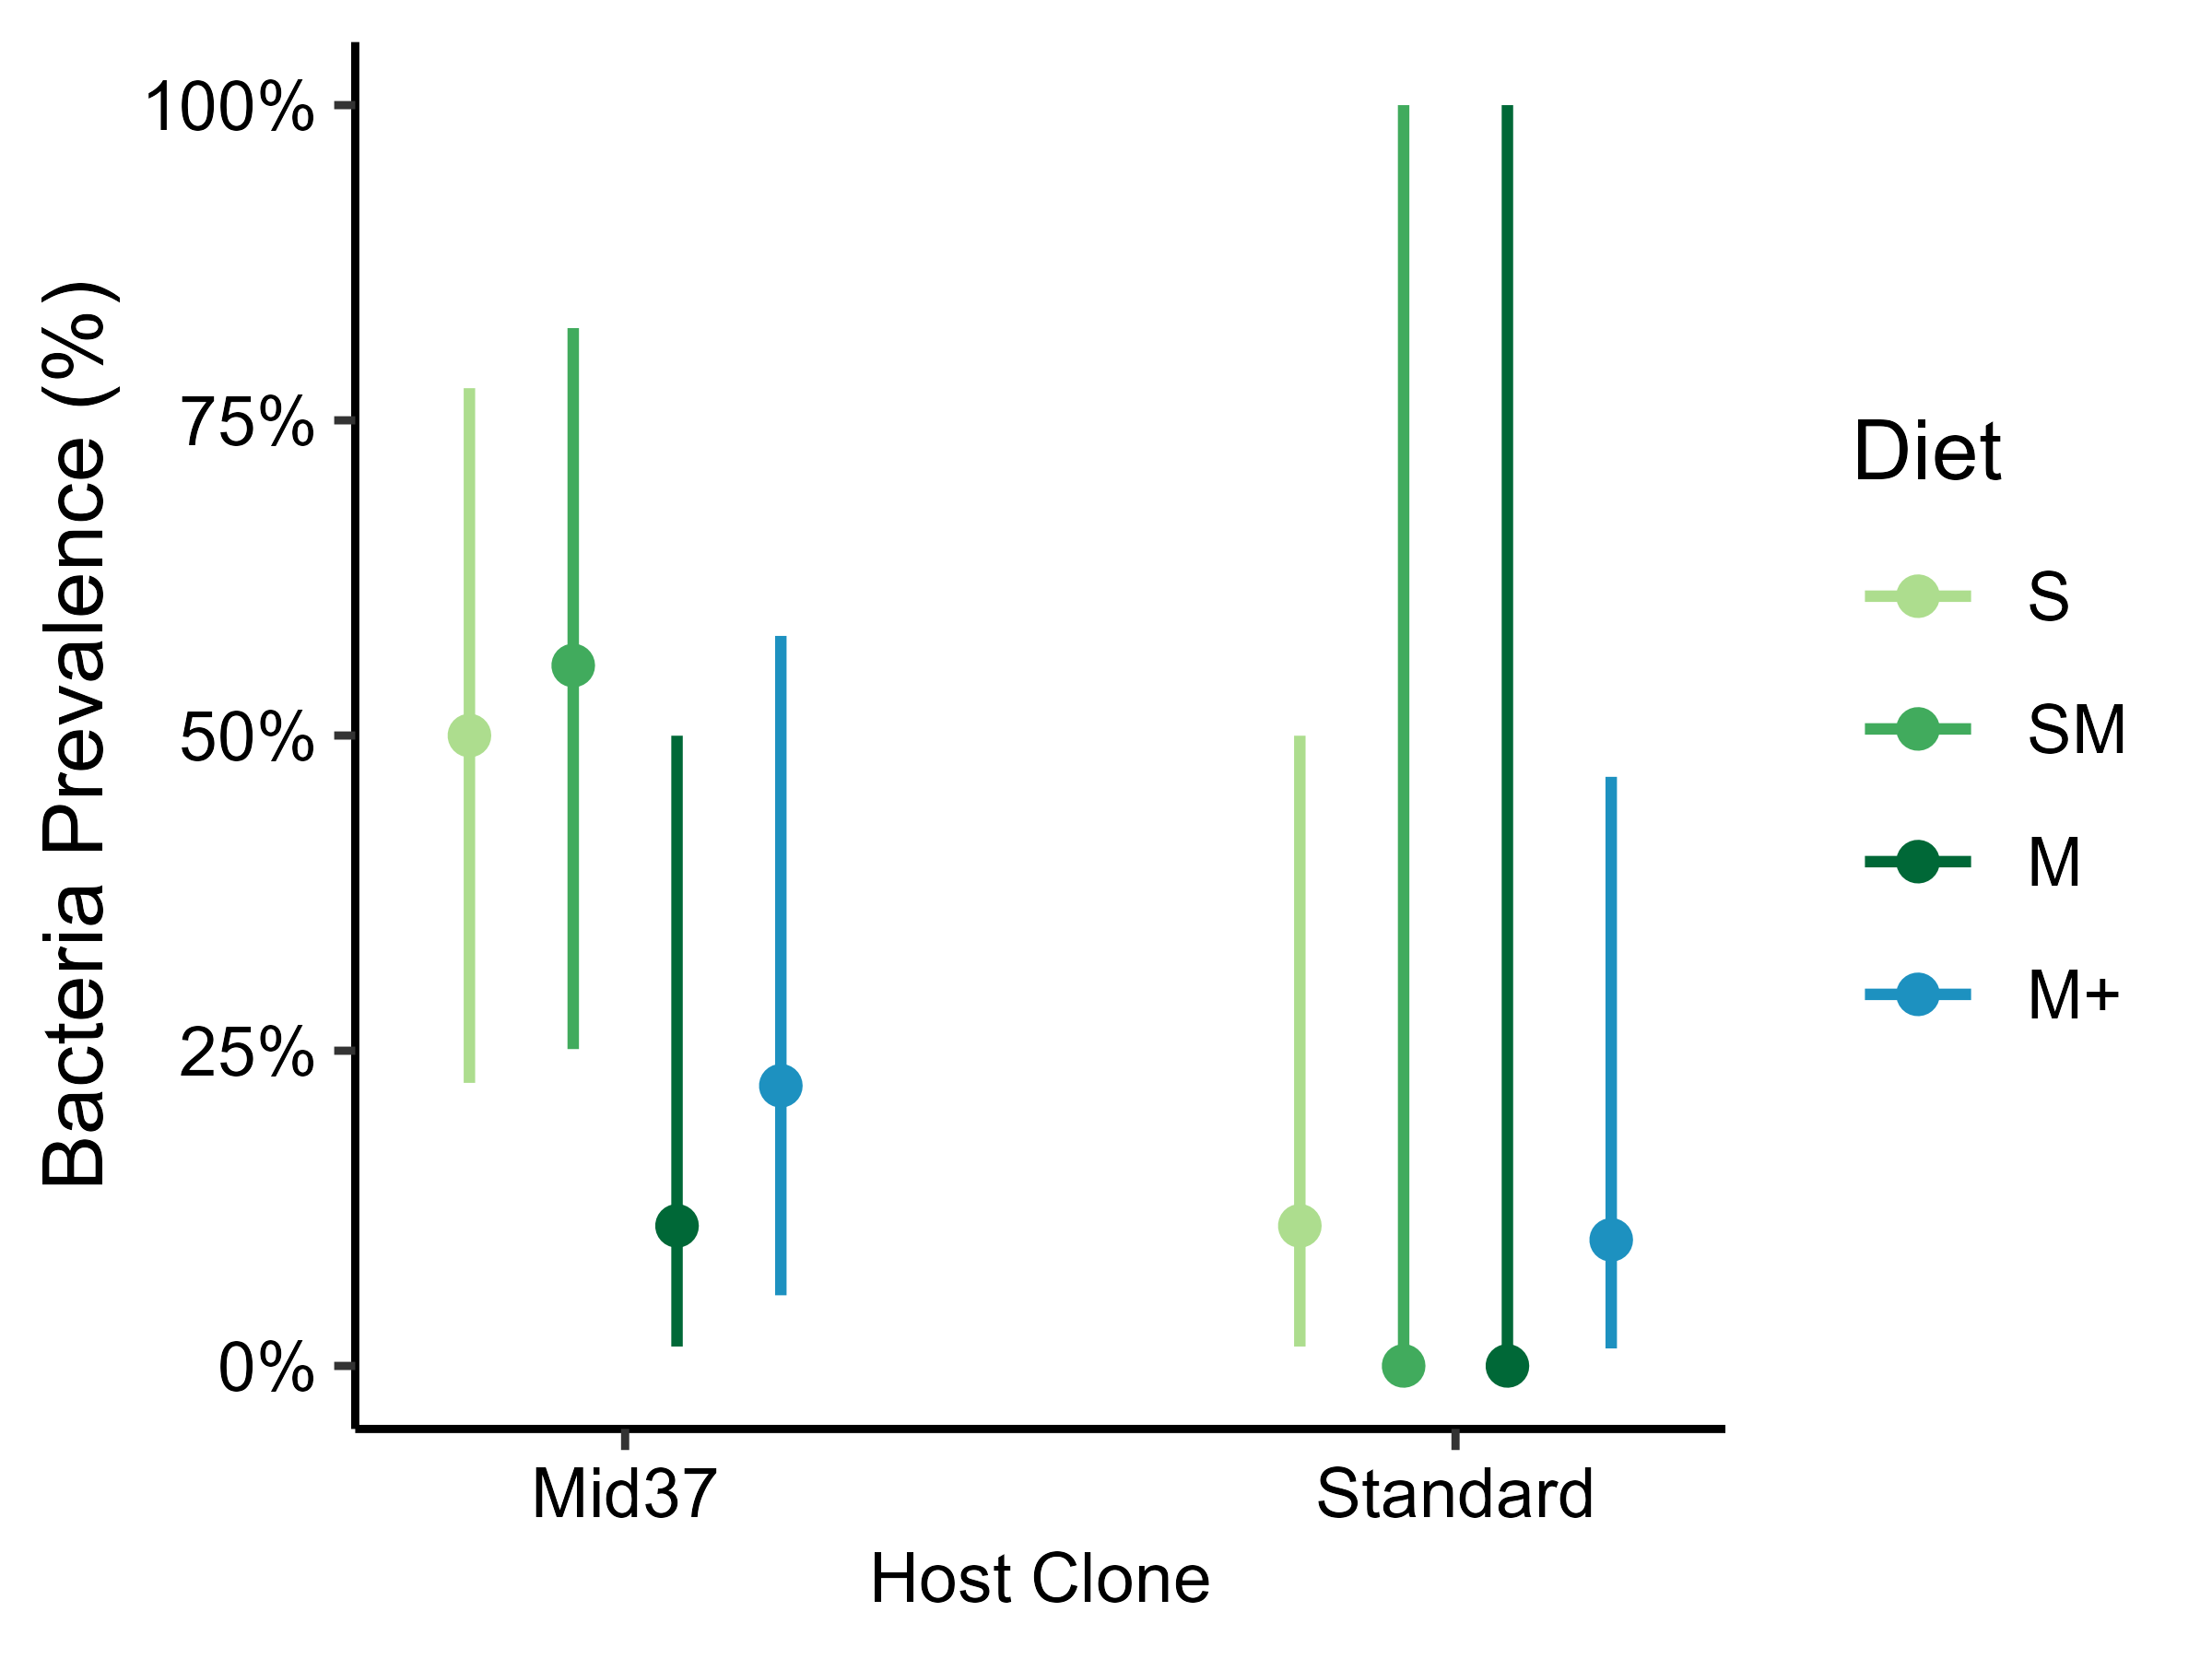 Bacteria Prevalence (%)
100%
75%
50%
25%
0%
Mid37
Standard
Host Clone
Diet
S
SM
M
M+